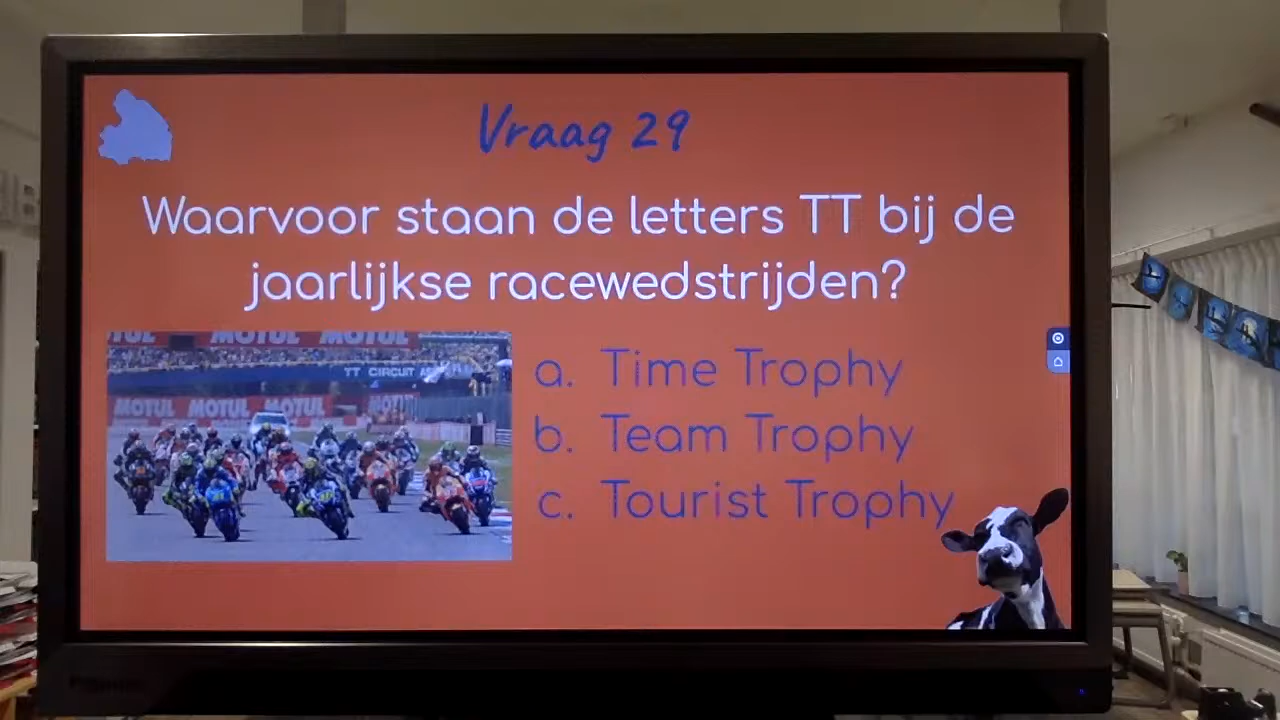 Vraag 29
Waarvoor staan de letters TT bij de
jaarlijkse racewedstrijden?
MOTUL MOTUL
TT CIRCUIT
MOTUL MOTUL MOTUL MOTUL
a. Time Trophy
b. Team Trophy
c. Tourist Trophy